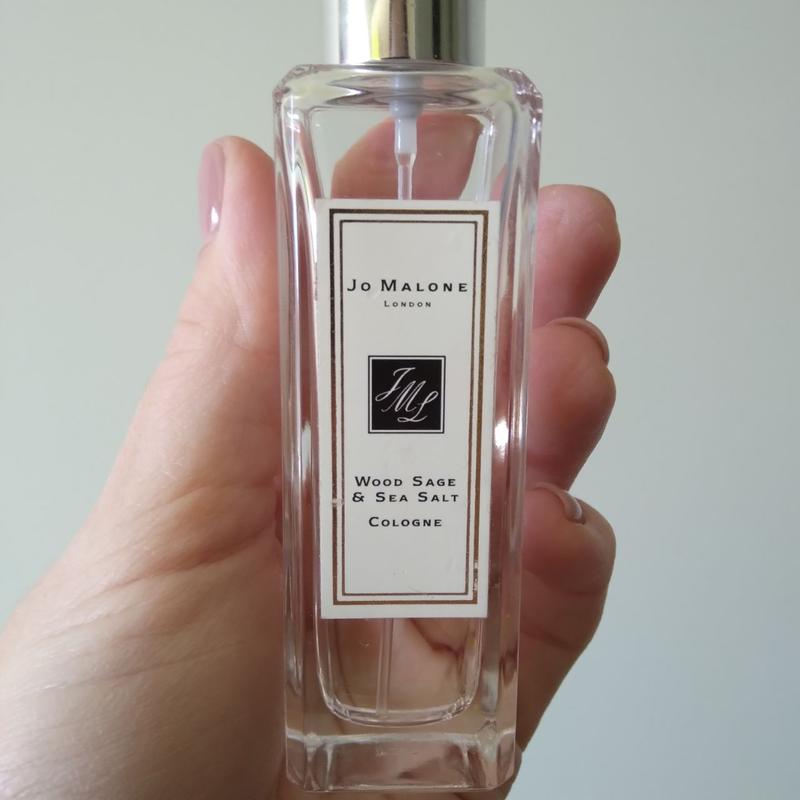 Jo Malone
London
JML
Wood Sage
& Sea Salt
Cologne